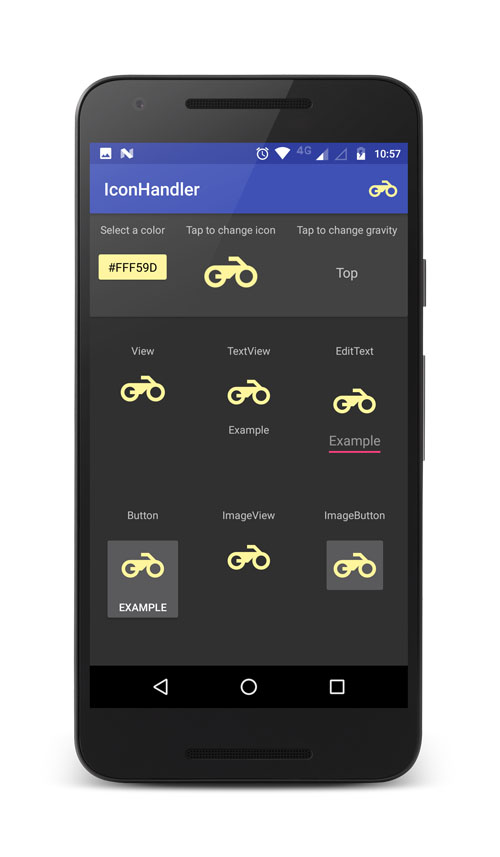 4G 10:57
IconHandler
Select a color Tap to change icon Tap to change gravity
#FFF59D Top
View TextView EditText
Example
Example
Button ImageView ImageButton
EXAMPLE